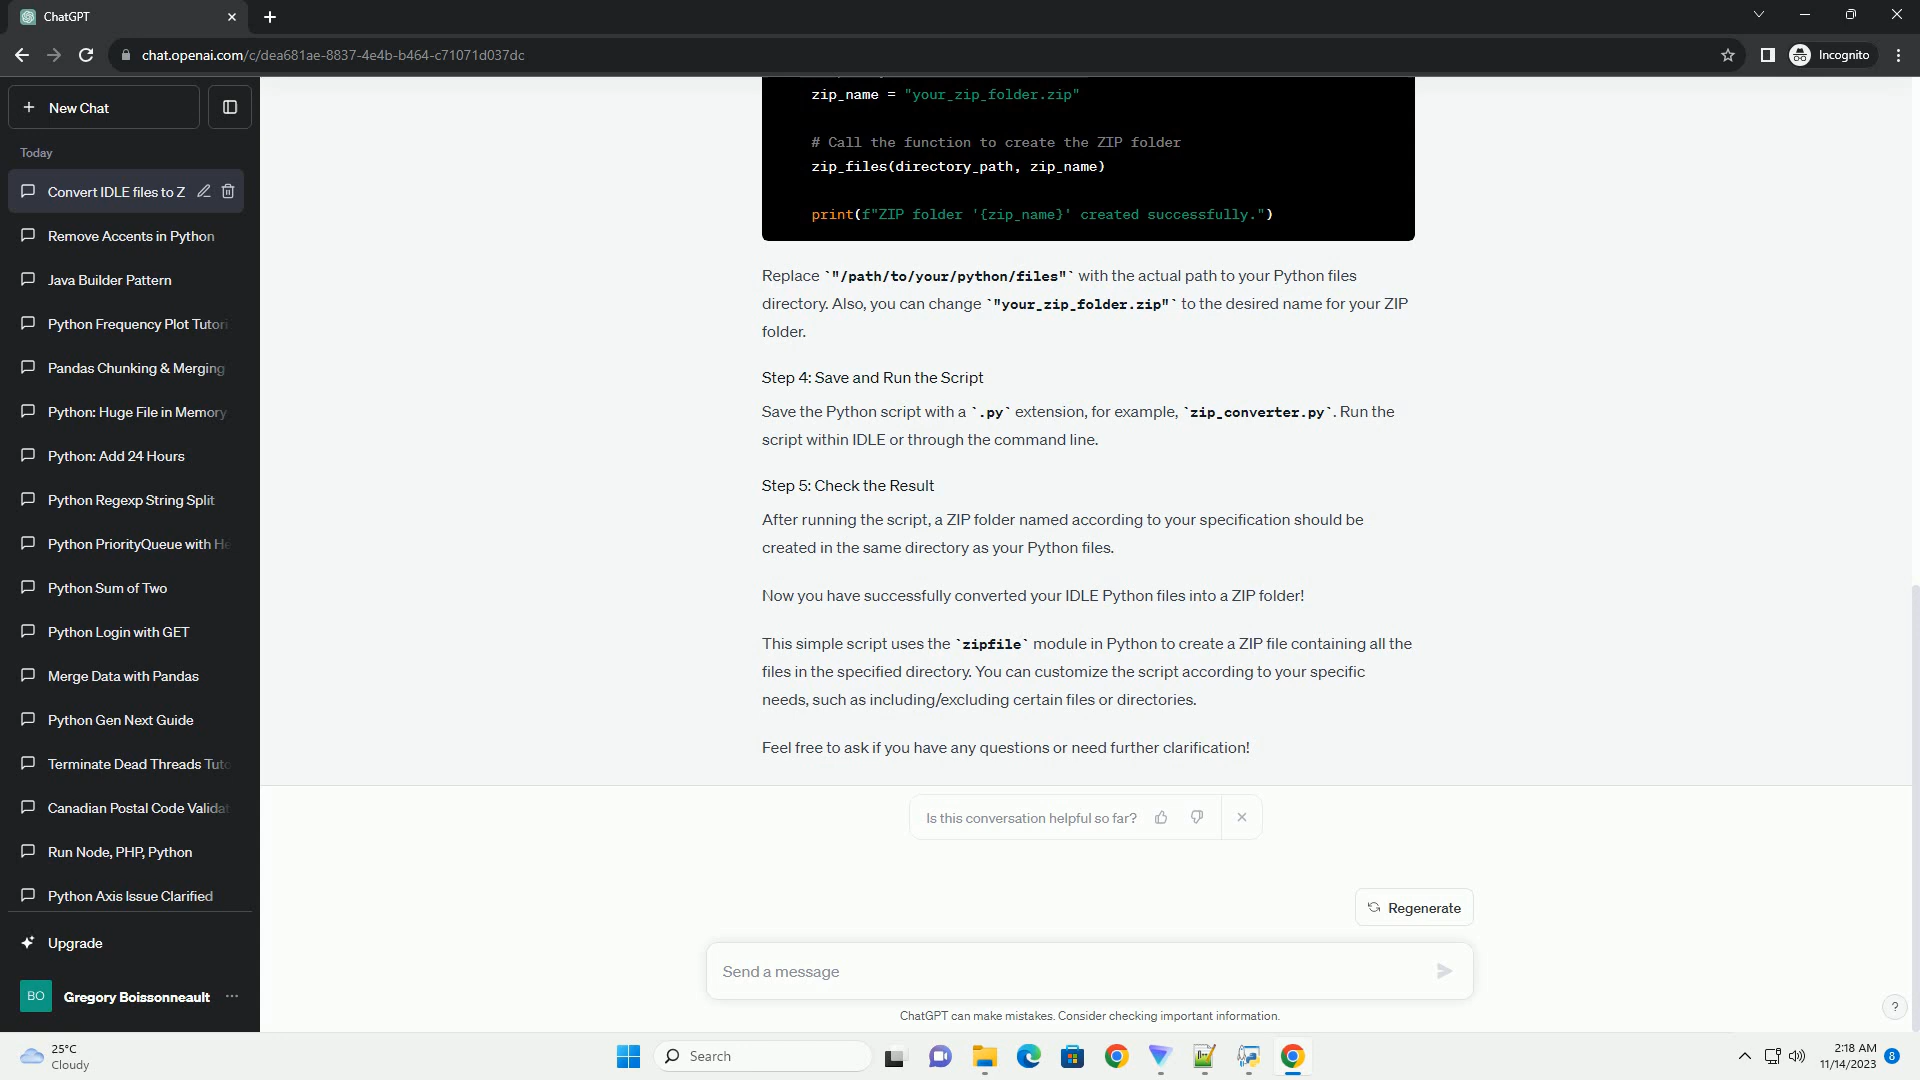 ChatGPT
chat.openai.com/c/dea681ae-8837-4e4b-b464-c71071d037dc
Incognito
New Chat
Today
Convert IDLE files to Z
Remove Accents in Python
Java Builder Pattern
Python Frequency Plot Tutori
Pandas Chunking & Merging
Python: Huge File in Memory
Python: Add 24 Hours
Python Regexp String Split
Python PriorityQueue with He
Python Sum of Two
Python Login with GET
Merge Data with Pandas
Python Gen Next Guide
Terminate Dead Threads Tuto
Canadian Postal Code Validat
Run Node, PHP, Python
Python Axis Issue Clarified
Upgrade
BO Gregory Boissonneault
zip_name = "your_zip_folder.zip"
# Call the function to create the ZIP folder
zip_files(directory_path, zip_name)
print(f"ZIP folder '{zip_name}' created successfully.")
Replace `"/path/to/your/python/files"` with the actual path to your Python files
directory. Also, you can change `"your_zip_folder.zip"` to the desired name for your ZIP
folder.
Step 4: Save and Run the Script
Save the Python script with a `.py` extension, for example, `zip_converter.py`. Run the
script within IDLE or through the command line.
Step 5: Check the Result
After running the script, a ZIP folder named according to your specification should be
created in the same directory as your Python files.
Now you have successfully converted your IDLE Python files into a ZIP folder!
This simple script uses the `zipfile` module in Python to create a ZIP file containing all the
files in the specified directory. You can customize the script according to your specific
needs, such as including/excluding certain files or directories.
Feel free to ask if you have any questions or need further clarification!
Is this conversation helpful so far?
Regenerate
Send a message
ChatGPT can make mistakes. Consider checking important information.
?
25°C
Cloudy
Search
2:18 AM
11/14/2023
8